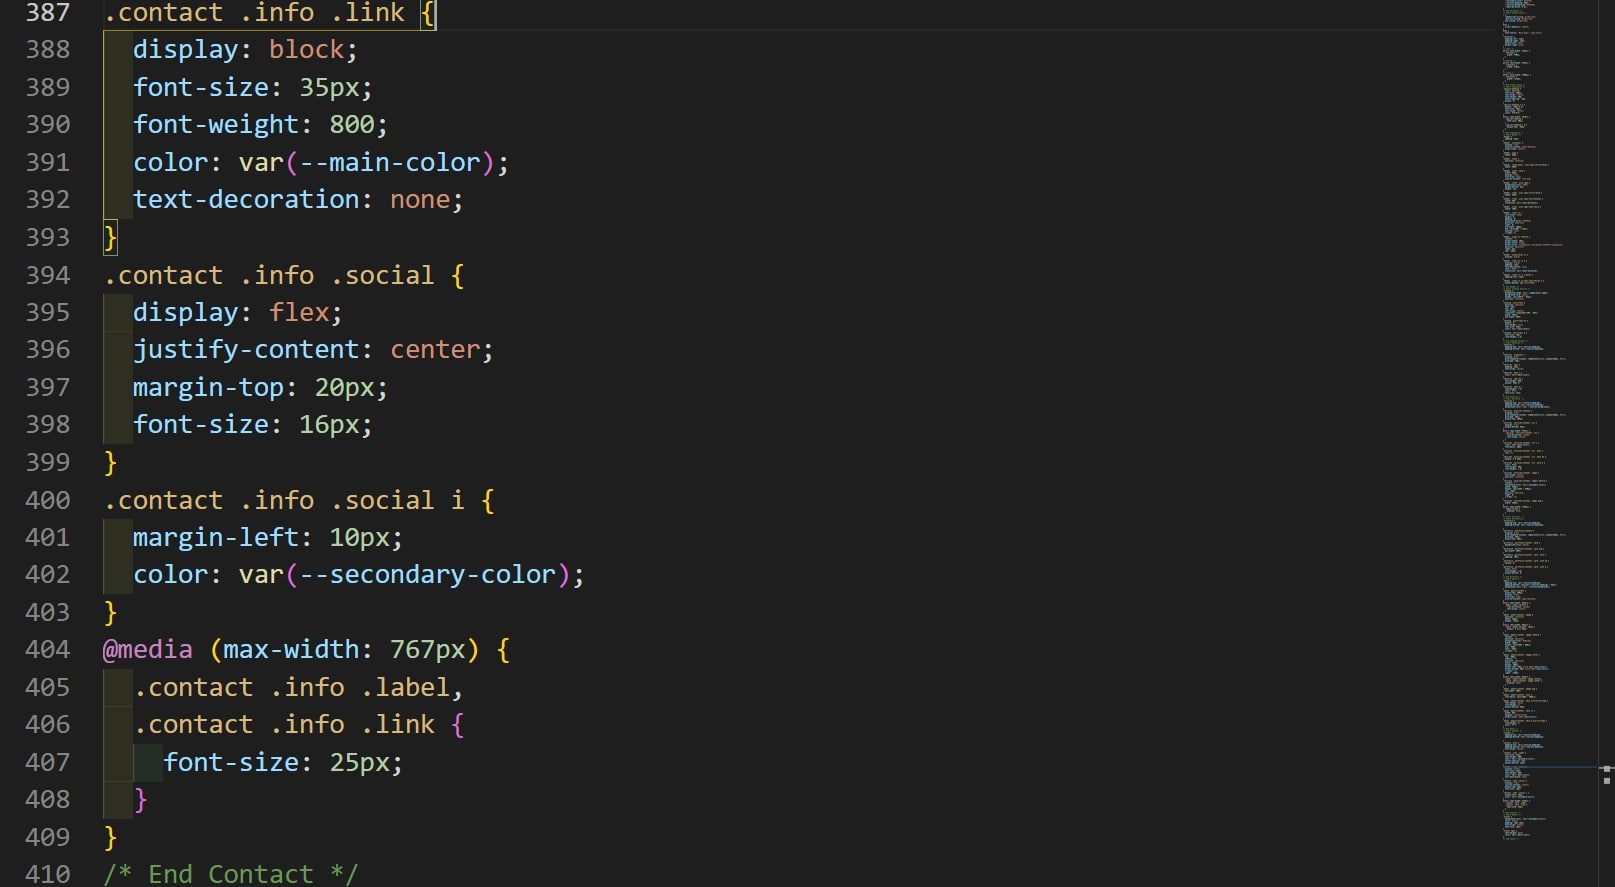 387 .contact .info .link {
388 display: block;
389 font-size: 35px;
390 font-weight: 800;
391 color: var(--main-color);
392 text-decoration: none;
393 }
394 .contact .info .social {
395 display: flex;
396 justify-content: center;
397 margin-top: 20px;
398 font-size: 16px;
399 }
400 .contact .info .social i {
401 margin-left: 10px;
402 color: var(--secondary-color);
403 }
404 @media (max-width: 767px) {
405 .contact .info .label,
406 .contact .info .link {
407 font-size: 25px;
408 }
409 }
410 /* End Contact */